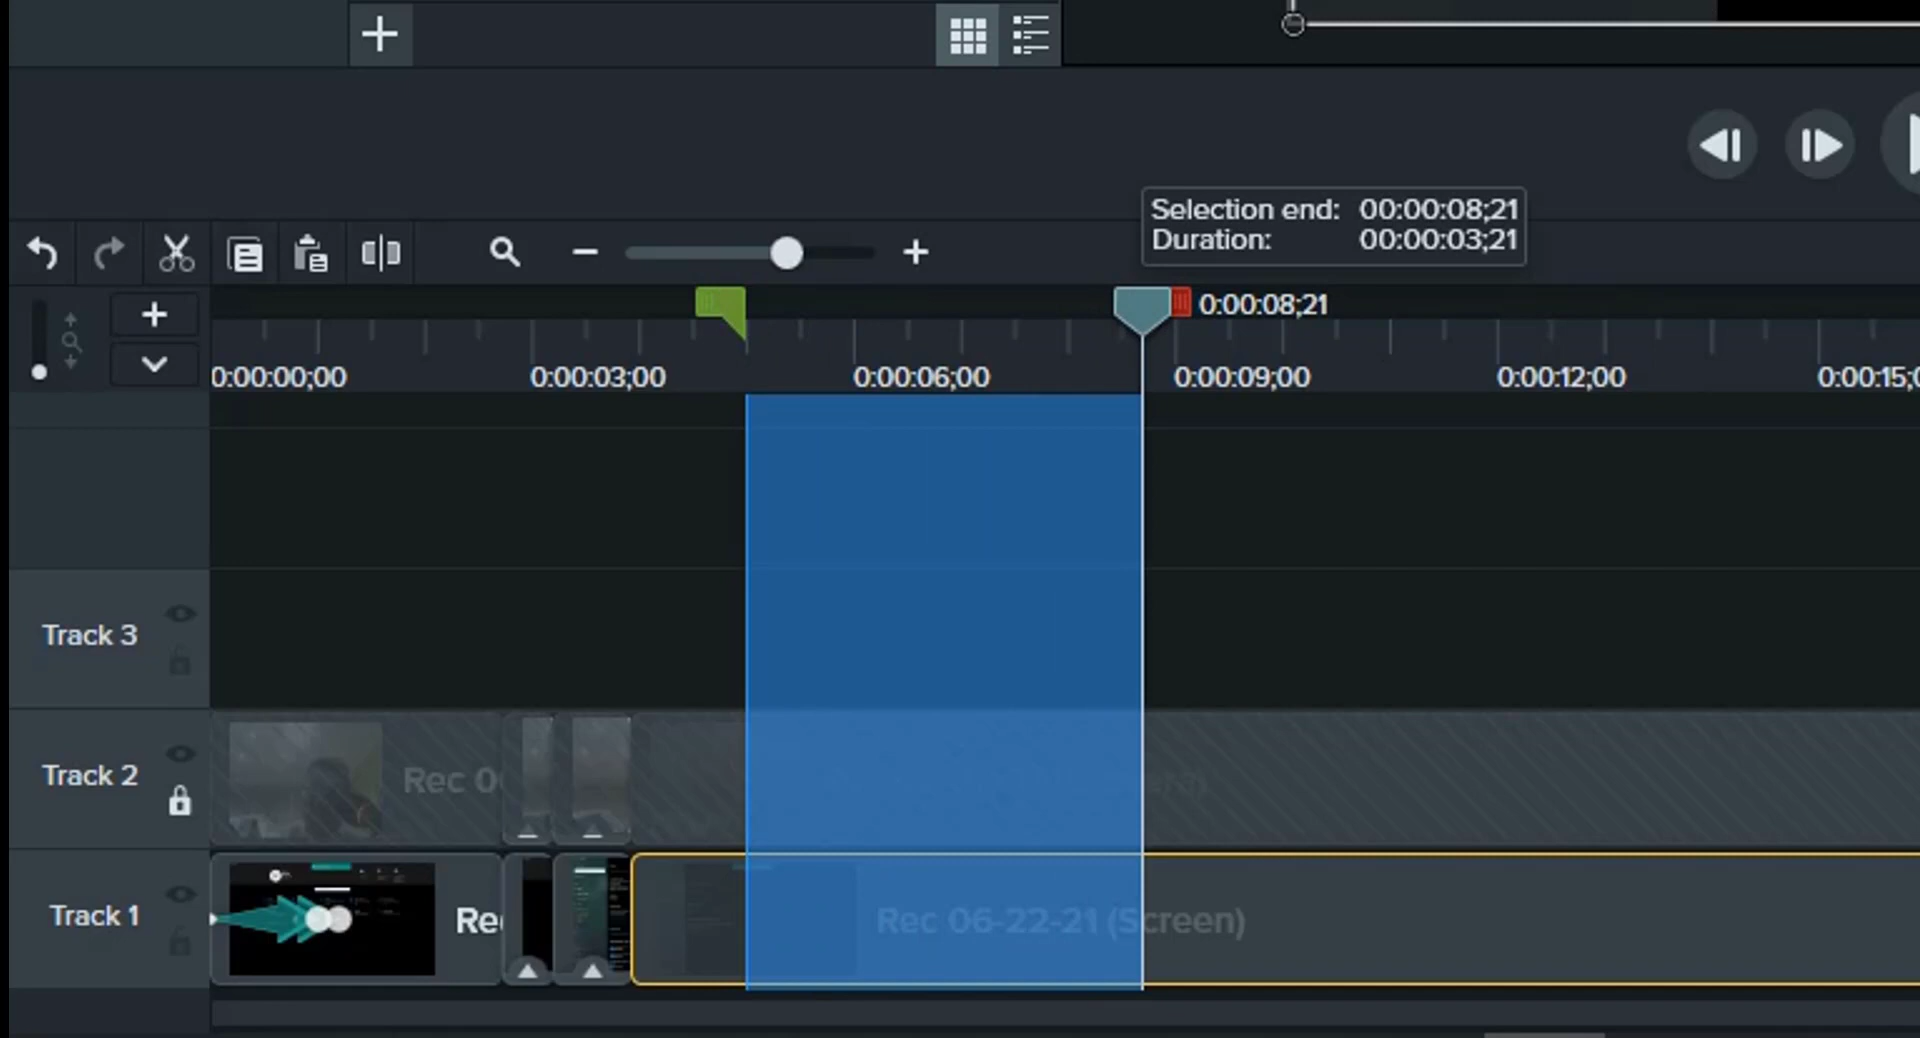 Selection end: 00:00:08;21
Duration: 00:00:03;21
0:00:08;21
0:00:00;00 0:00:03;00 0:00:06;00 0:00:09;00 0:00:12;00 0:00:15;0
Track 3
Track 2
Rec 0
Track 1
Rec
Rec 06-22-21 (Screen)